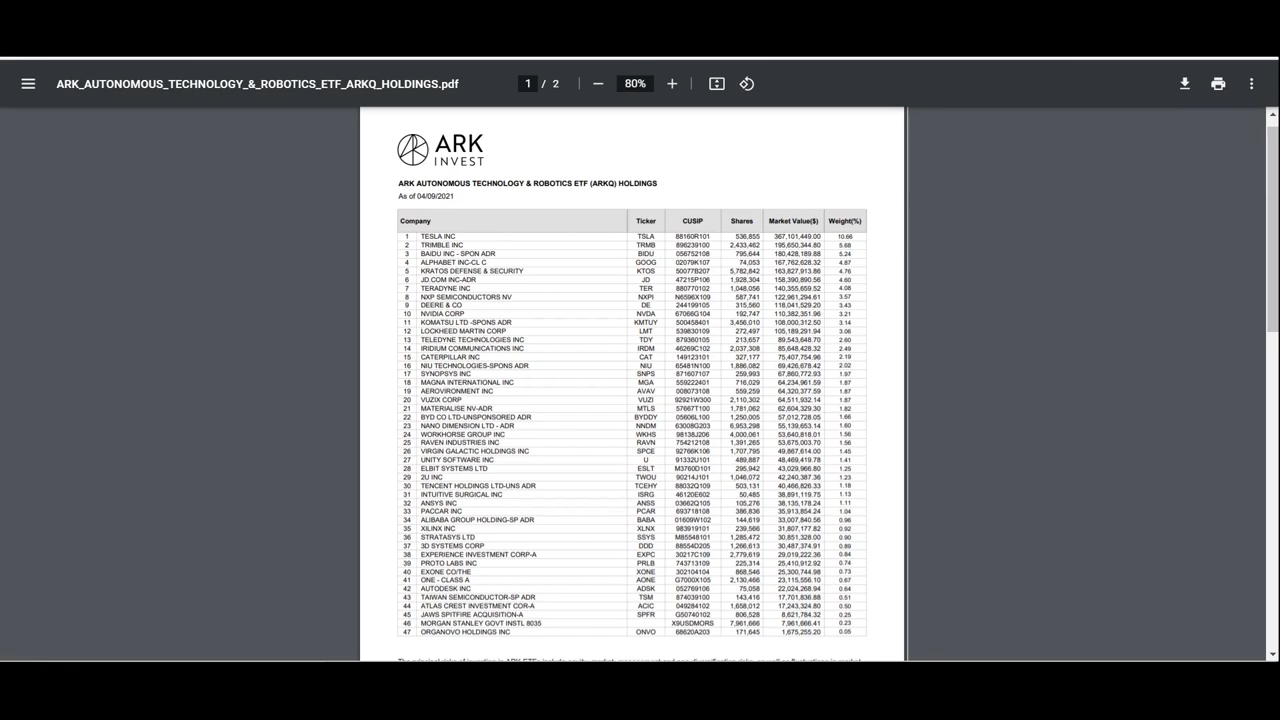 ARK_AUTONOMOUS_TECHNOLOGY_&_ROBOTICS_ETF_ARKQ_HOLDINGS.pdf 1 / 2 80%
ARK
INVEST
ARK AUTONOMOUS TECHNOLOGY & ROBOTICS ETF (ARKQ) HOLDINGS
As of 04/09/2021
Company Ticker CUSIP Shares Market Value($) Weight(%)
1 TESLA INC TSLA 88160R101 536,855 367,101,449.00 10.66
2 TRIMBLE INC TRMB 896239100 2,433,462 195,650,344.80 5.68
3 BAIDU INC - SPON ADR BIDU 056752108 795,644 180,428,189.88 5.24
4 ALPHABET INC-CL C GOOG 02079K107 74,053 167,762,628.32 4.87
5 KRATOS DEFENSE & SECURITY KTOS 50077B207 5,782,842 163,827,913.86 4.76
6 JD.COM INC-ADR JD 47215P106 1,928,304 158,390,890.56 4.60
7 TERADYNE INC TER 880770102 1,048,056 140,355,659.52 4.08
8 NXP SEMICONDUCTORS NV NXPI N6596X109 587,741 122,961,294.61 3.57
9 DEERE & CO DE 244199105 315,560 118,041,529.20 3.43
10 NVIDIA CORP NVDA 67066G104 192,747 110,382,351.96 3.21
11 KOMATSU LTD -SPONS ADR KMTUY 500458401 3,456,010 108,000,312.50 3.14
12 LOCKHEED MARTIN CORP LMT 539830109 272,497 105,189,291.94 3.06
13 TELEDYNE TECHNOLOGIES INC TDY 879360105 213,657 89,543,648.70 2.60
14 IRIDIUM COMMUNICATIONS INC IRDM 46269C102 2,037,308 85,648,428.32 2.49
15 CATERPILLAR INC CAT 149123101 327,177 75,407,754.96 2.19
16 NIU TECHNOLOGIES-SPONS ADR NIU 65481N100 1,886,082 69,426,678.42 2.02
17 SYNOPSYS INC SNPS 871607107 259,993 67,860,772.93 1.97
18 MAGNA INTERNATIONAL INC MGA 559222401 716,029 64,234,961.59 1.87
19 AEROVIRONMENT INC AVAV 008073108 559,259 64,320,377.59 1.87
20 VUZIX CORP VUZI 92921W300 2,110,302 64,511,932.14 1.87
21 MATERIALISE NV-ADR MTLS 57667T100 1,781,062 62,604,329.30 1.82
22 BYD CO LTD-UNSPONSORED ADR BYDDY 05606L100 1,250,005 57,012,728.05 1.66
23 NANO DIMENSION LTD - ADR NNDM 63008G203 6,953,298 55,139,653.14 1.60
24 WORKHORSE GROUP INC WKHS 98138J206 4,000,061 53,640,818.01 1.56
25 RAVEN INDUSTRIES INC RAVN 754212108 1,391,265 53,675,003.70 1.56
26 VIRGIN GALACTIC HOLDINGS INC SPCE 92766K106 1,707,795 49,867,614.00 1.45
27 UNITY SOFTWARE INC U 91332U101 489,887 48,469,419.78 1.41
28 ELBIT SYSTEMS LTD ESLT M3760D101 295,942 43,029,966.80 1.25
29 2U INC TWOU 90214J101 1,046,072 42,240,387.36 1.23
30 TENCENT HOLDINGS LTD-UNS ADR TCEHY 88032Q109 503,131 40,466,826.33 1.18
31 INTUITIVE SURGICAL INC ISRG 46120E602 50,485 38,891,119.75 1.13
32 ANSYS INC ANSS 03662Q105 105,276 38,135,178.24 1.11
33 PACCAR INC PCAR 693718108 386,836 35,913,854.24 1.04
34 ALIBABA GROUP HOLDING-SP ADR BABA 01609W102 144,619 33,007,840.56 0.96
35 XILINX INC XLNX 983919101 239,566 31,807,177.82 0.92
36 STRATASYS LTD SSYS M85548101 1,285,472 30,851,328.00 0.90
37 3D SYSTEMS CORP DDD 88554D205 1,266,613 30,487,374.91 0.89
38 EXPERIENCE INVESTMENT CORP-A EXPC 30217C109 2,779,619 29,019,222.36 0.84
39 PROTO LABS INC PRLB 743713109 225,314 25,410,912.92 0.74
40 EXONE CO/THE XONE 302104104 868,546 25,300,744.98 0.73
41 ONE - CLASS A AONE G7000X105 2,130,466 23,115,556.10 0.67
42 AUTODESK INC ADSK 052769106 75,058 22,024,268.94 0.64
43 TAIWAN SEMICONDUCTOR-SP ADR TSM 874039100 143,416 17,701,836.88 0.51
44 ATLAS CREST INVESTMENT COR-A ACIC 049284102 1,658,012 17,243,324.80 0.50
45 JAWS SPITFIRE ACQUISITION-A SPFR G50740102 806,528 8,621,784.32 0.25
46 MORGAN STANLEY GOVT INSTL 8035 X9USDMORS 7,961,666 7,961,666.41 0.23
47 ORGANOVO HOLDINGS INC ONVO 68620A203 171,645 1,675,255.20 0.05